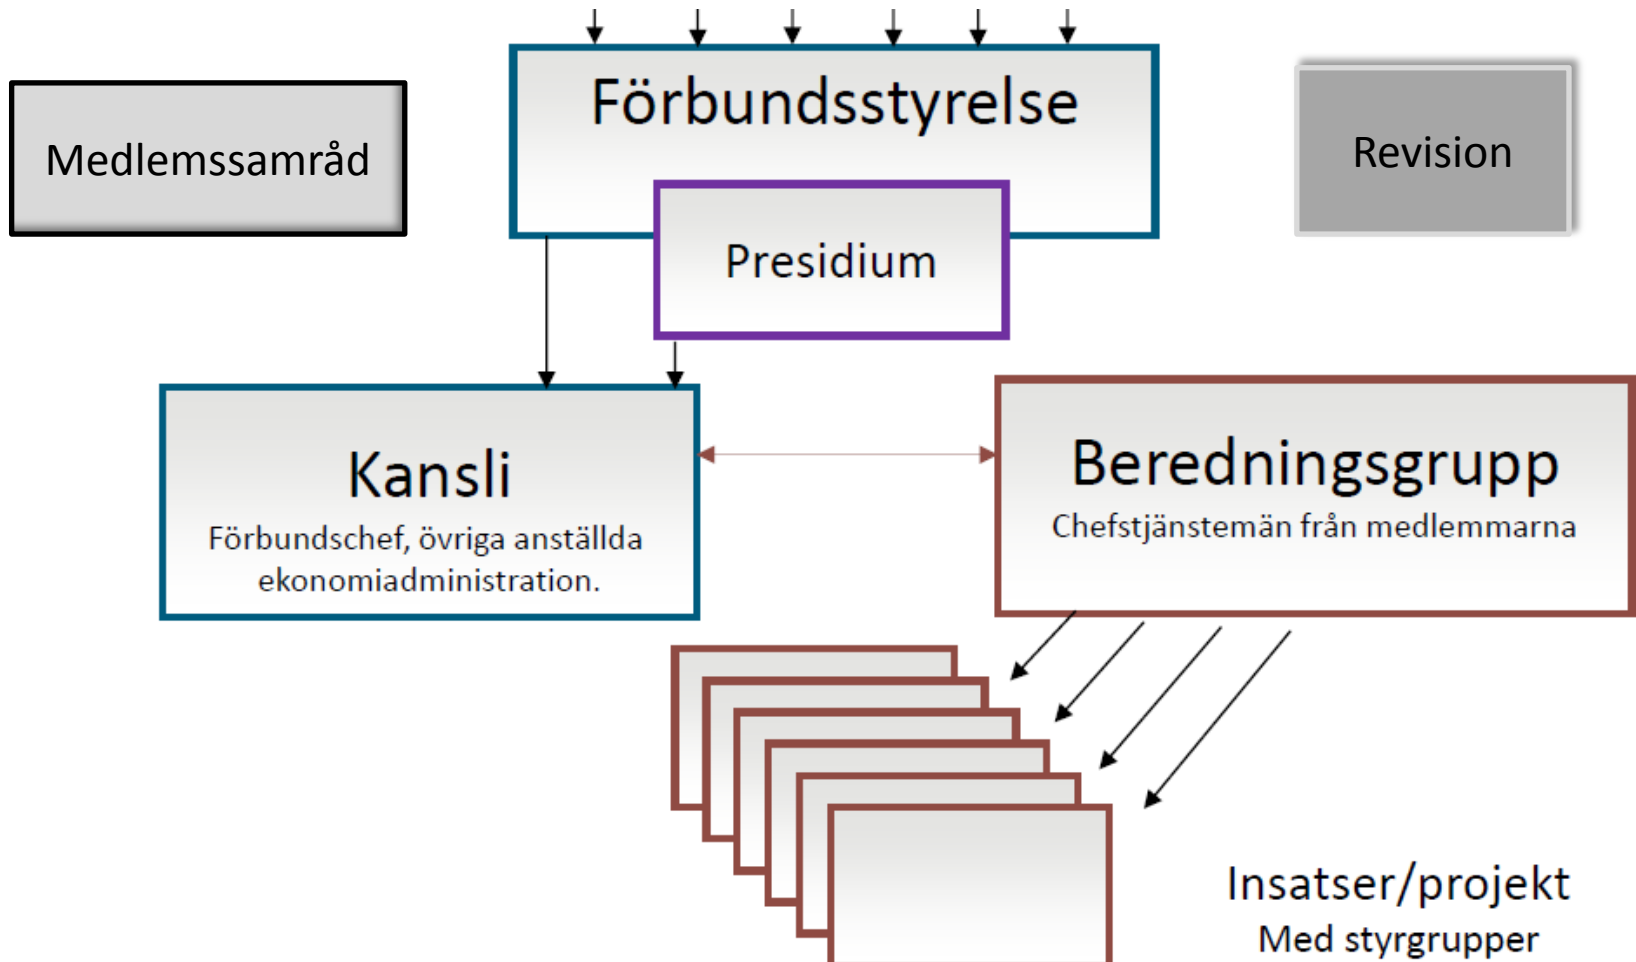 Förbundsstyrelse
Medlemssamråd
Revision
Presidium
Kansli
Förbundschef, övriga anställda
ekonomiadministration.
Beredningsgrupp
Chefstjänstemän från medlemmarna
Insatser/projekt
Med styrgrupper